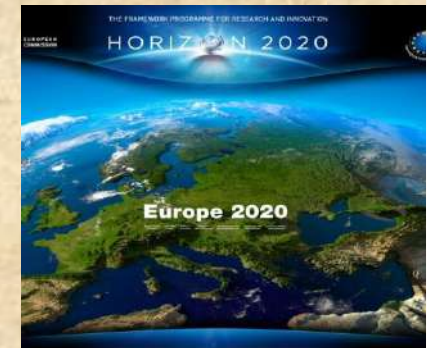 THE FRAMEWORK PROGRAMME FOR RESEARCH AND INNOVATION
HORIZON 2020
EUROPEAN
COMMISSION
Europe 2020